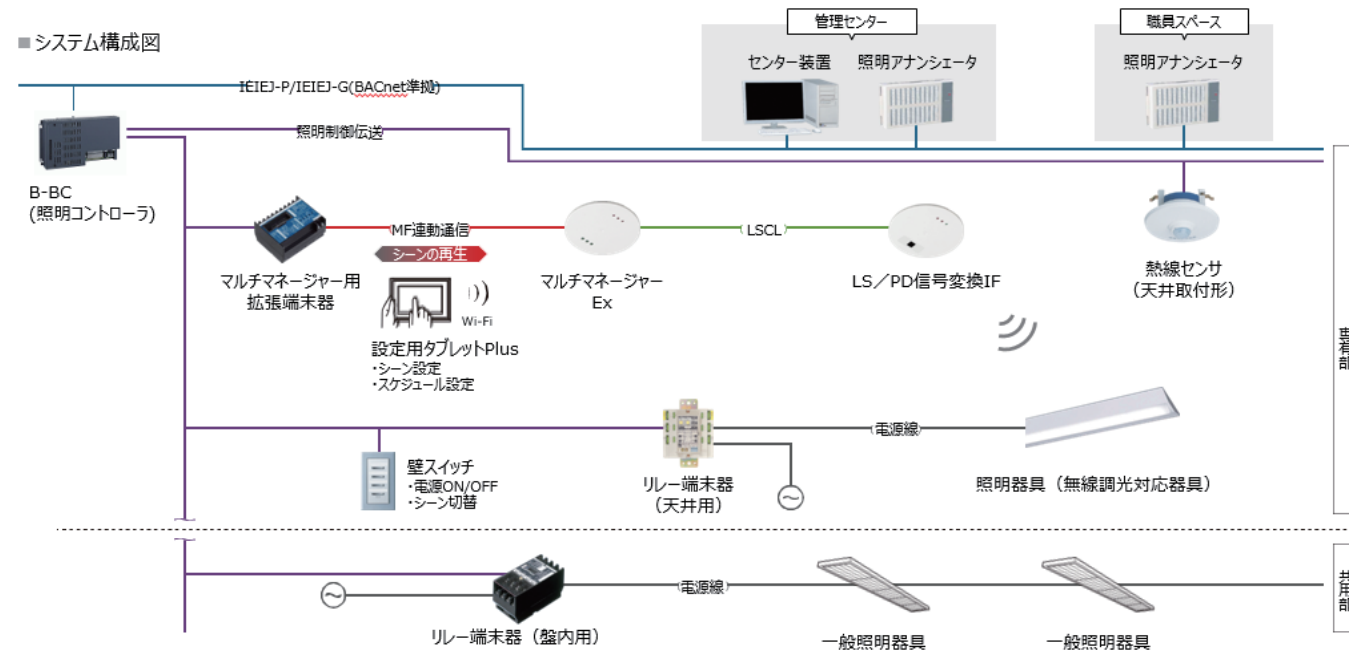 ■システム構成図
管理センター
職員スペース
センター装置
照明アナンシェータ
照明アナンシェータ
IEIEJ-P/IEIEJ-G(BACnet準拠)
照明制御伝送
B-BC
(照明コントローラ)
MF連動通信
シーンの再生
LSCL
マルチマネージャー用
拡張端末器
マルチマネージャー
Ex
LS／PD信号変換IF
熱線センサ
(天井取付形)
Wi-Fi
設定用タブレットPlus
・シーン設定
・スケジュール設定
専有部
電源線
壁スイッチ
・電源ON/OFF
・シーン切替
リレー端末器
(天井用)
照明器具（無線調光対応器具）
電源線
共用部
リレー端末器（盤内用）
一般照明器具
一般照明器具